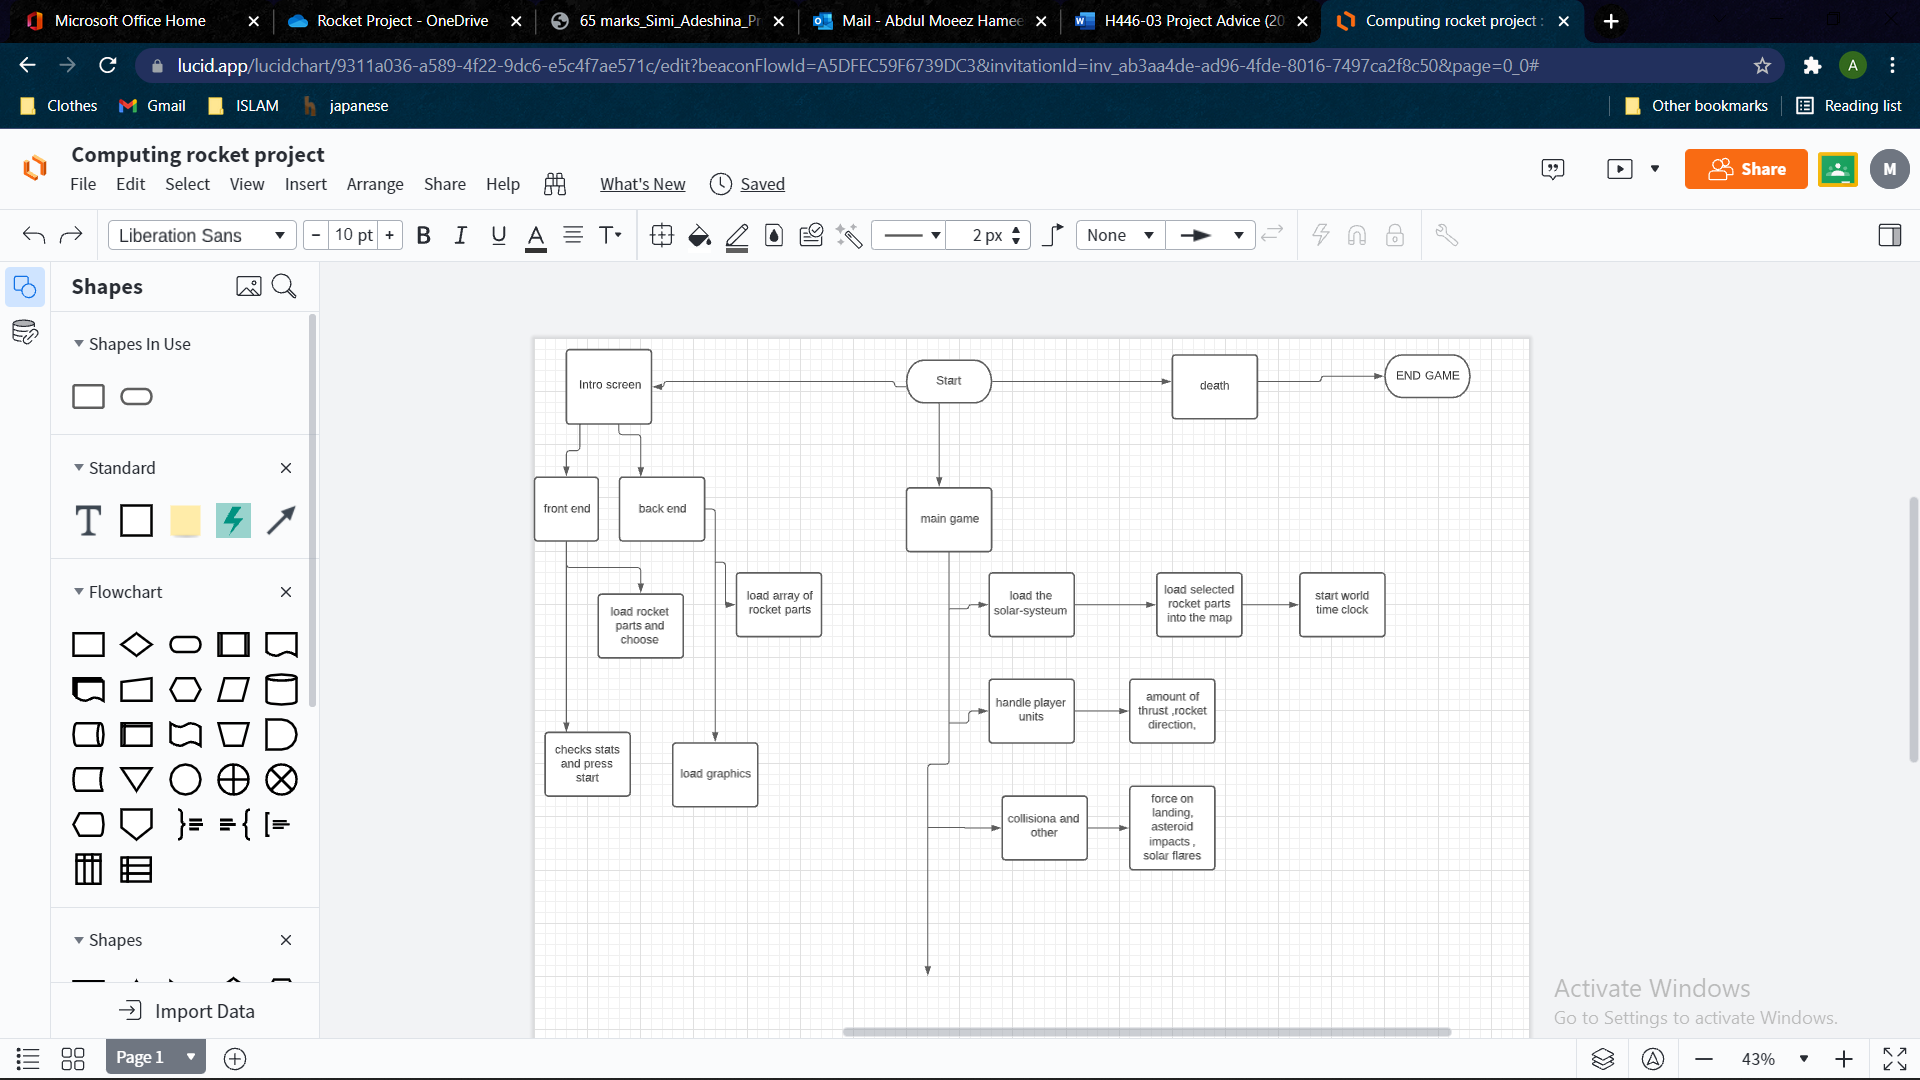 Microsoft Office Home
Rocket Project - OneDrive
65 marks_Simi_Adeshina_Pr
Mail - Abdul Moeez Hamee
H446-03 Project Advice (20
Computing rocket project :
lucid.app/lucidchart/9311a036-a589-4f22-9dc6-e5c4f7ae571c/edit?beaconFlowId=A5DFEC59F6739DC3&invitationId=inv_ab3aa4de-ad96-4fde-8016-7497ca2f8c50&page=0_0#
A
Clothes
Gmail
ISLAM
japanese
Other bookmarks
Reading list
Computing rocket project
File Edit Select View Insert Arrange Share Help
What's New
Saved
Share
M
Liberation Sans
- 10 pt +
B I U A T
2 px
None
Shapes
Shapes In Use
Standard
T
Flowchart
Shapes
Import Data
Intro screen
Start
death
END GAME
front end
back end
main game
load rocket
parts and
choose
load array of
rocket parts
load the
solar-systeum
load selected
rocket parts
into the map
start world
time clock
handle player
units
amount of
thrust ,rocket
direction,
checks stats
and press
start
load graphics
collisiona and
other
force on
landing,
asteroid
impacts ,
solar flares
Activate Windows
Go to Settings to activate Windows.
Page 1
43%